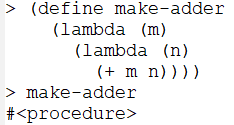 > (define make-adder
(lambda (m)
(lambda (n)
(+ m n))))
> make-adder
#<procedure>